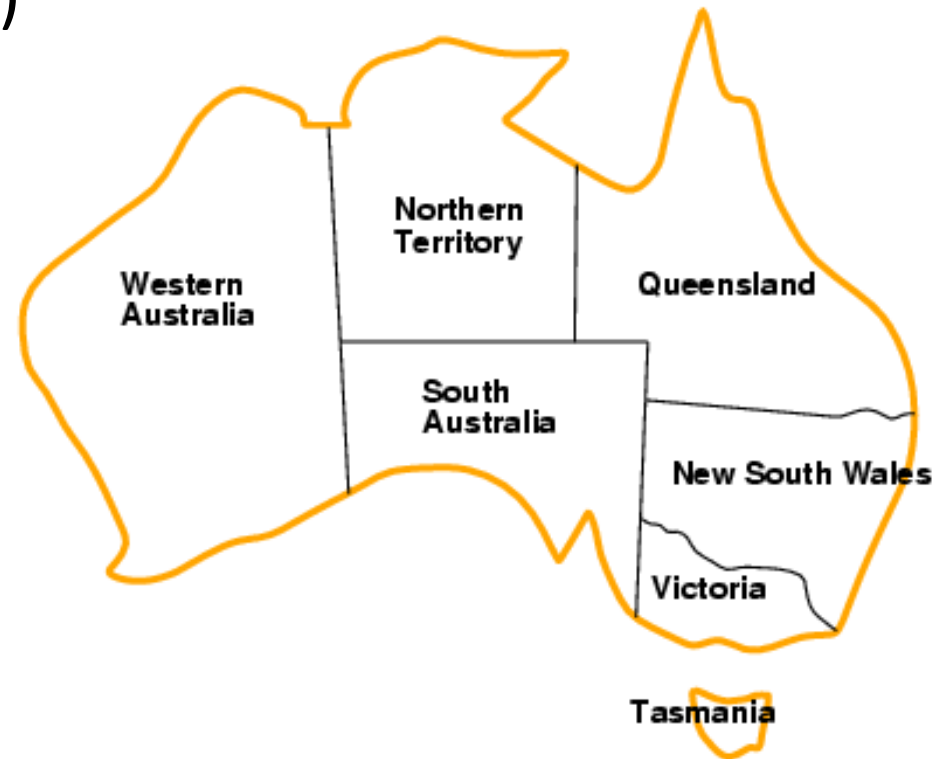 )
Northern
Territory
Western
Australia
Queensland
South
Australia
New South Wales
Victoria
Tasmania